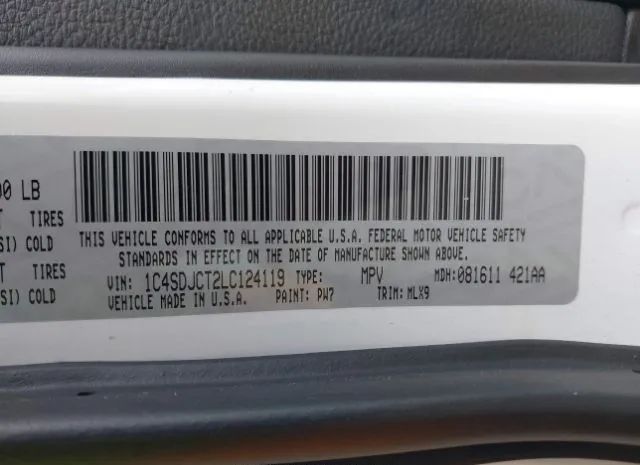 00 LB
TIRES
SI) COLD
TIRES
SI) COLD
THIS VEHICLE CONFORMS TO ALL APPLICABLE U.S.A. FEDERAL MOTOR VEHICLE SAFETY
STANDARDS IN EFFECT ON THE DATE OF MANUFACTURE SHOWN ABOVE.
VIN: 1C4SDJCT2LC124119 TYPE: MPV MDH: 081611 421AA
VEHICLE MADE IN U.S.A. PAINT: PW7 TRIM: MLX9